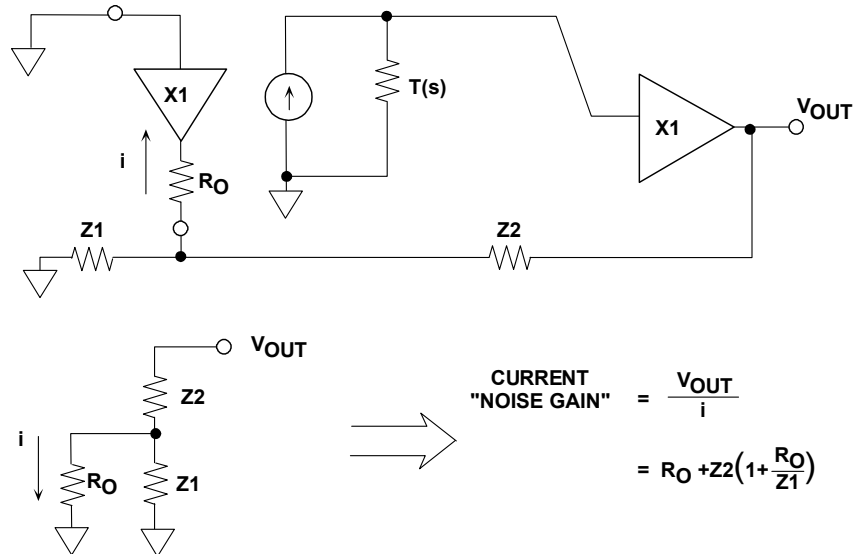 X1
T(s)
X1
VOUT
i
RO
Z1
Z2
VOUT
Z2
i
RO
Z1
CURRENT
"NOISE GAIN" = VOUT / i
= RO +Z2(1+ RO / Z1)